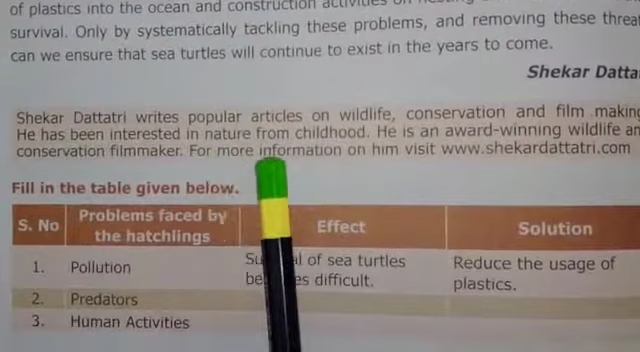 of plastics into the ocean and construction activities on
survival. Only by systematically tackling these problems, and removing these
can we ensure that sea turtles will continue to exist in the years to come.
Shekar
Shekar Dattatri writes popular articles on wildlife, conservation and film
He has been interested in nature from childhood. He is an award-winning wildlife
conservation filmmaker. For more information on him visit www.shekardattatri.com
Fill in the table given below.
S. No Problems faced by the hatchlings Effect Solution
1. Pollution of sea turtles Reduce the usage of
difficult. plastics.
2. Predators
3. Human Activities